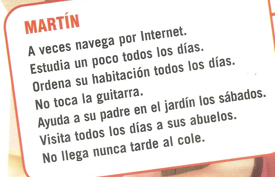 MARTÍN
A veces navega por Internet.
Estudia un poco todos los días.
Ordena su habitación todos los días.
No toca la guitarra.
Ayuda a su padre en el jardín los sábados.
Visita todos los días a sus abuelos.
No llega nunca tarde al cole.